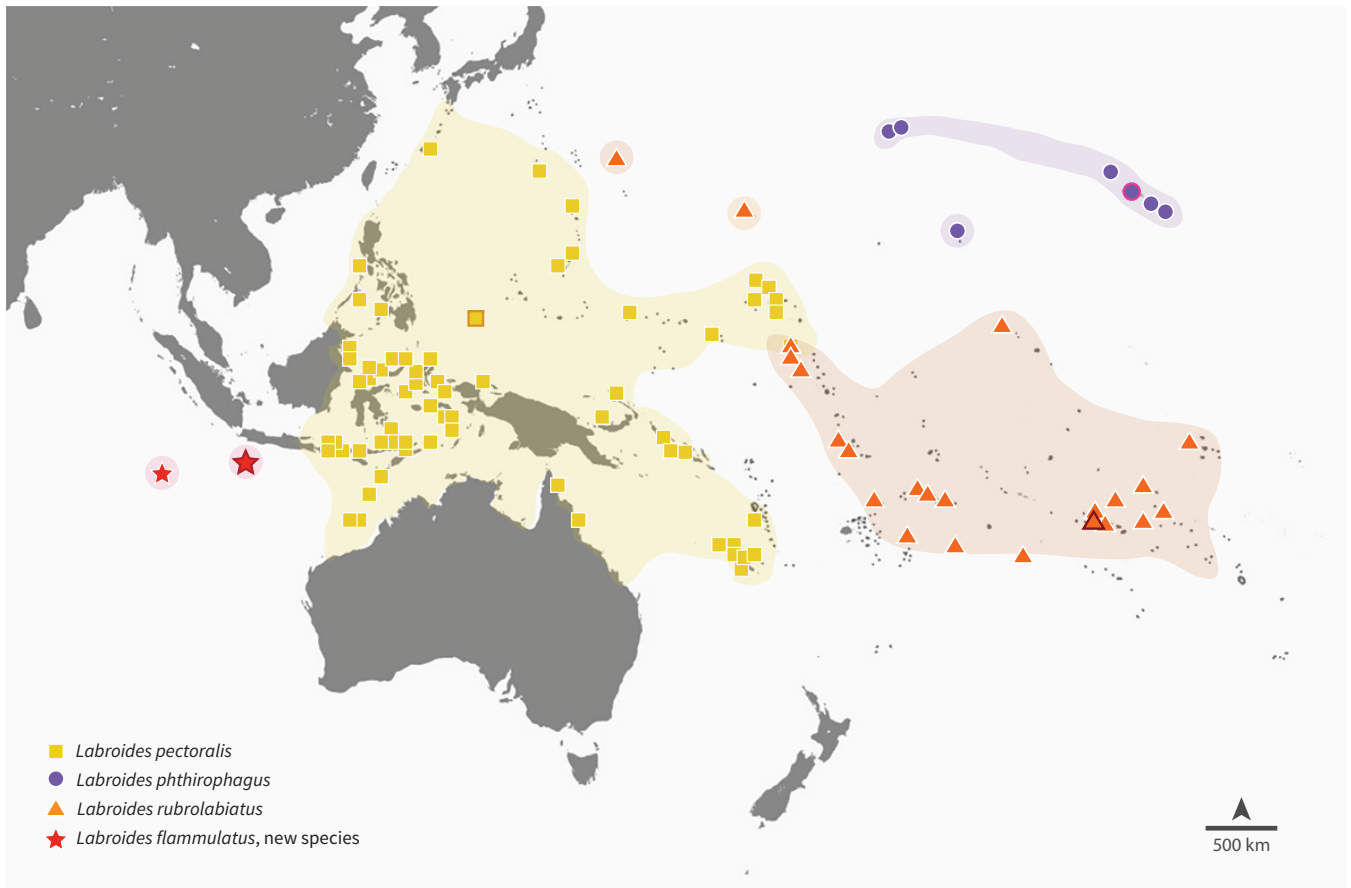 Labroides pectoralis
Labroides phthirophagus
Labroides rubrolabiatus
Labroides flammulatus, new species
500 km